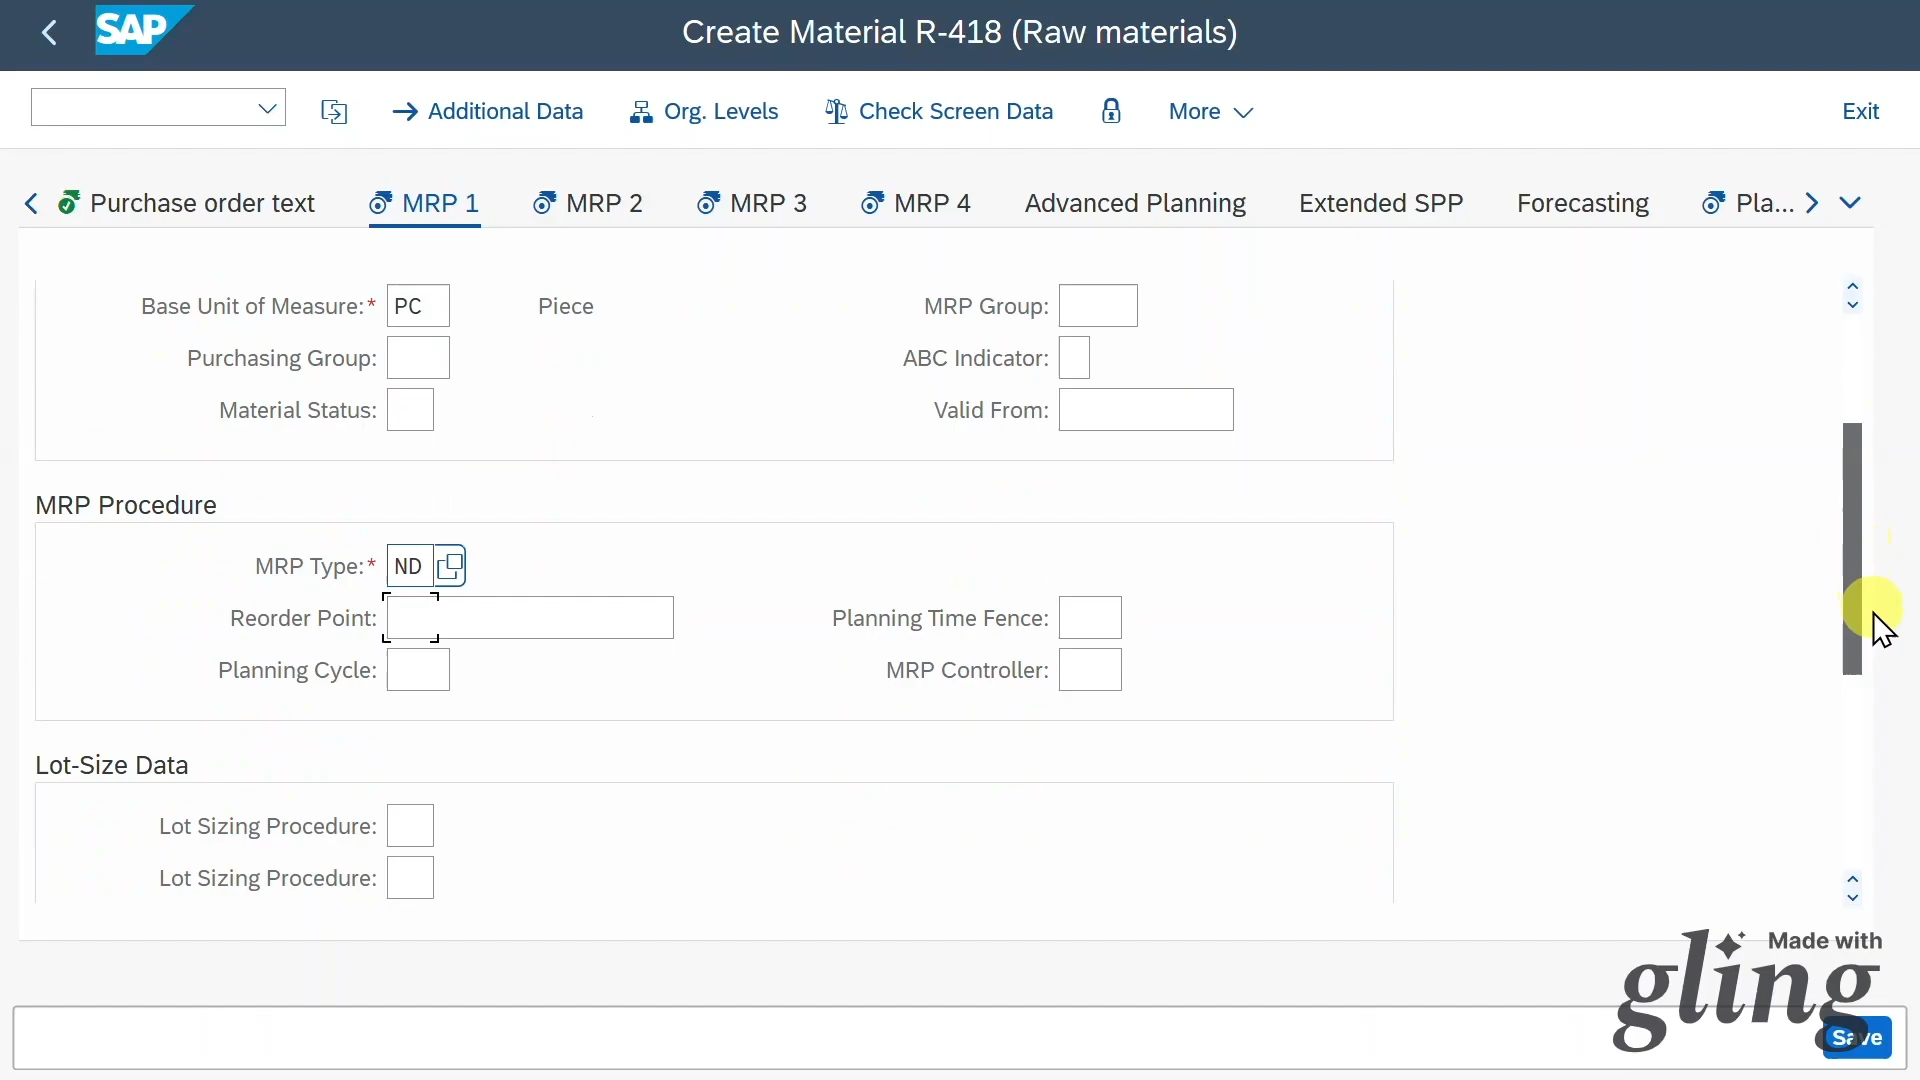 SAP
Create Material R-418 (Raw materials)
Additional Data
Org. Levels
Check Screen Data
More
Exit
Purchase order text
MRP 1
MRP 2
MRP 3
MRP 4
Advanced Planning
Extended SPP
Forecasting
Pla...
Base Unit of Measure:* PC Piece MRP Group:
Purchasing Group: ABC Indicator:
Material Status: Valid From:
MRP Procedure
MRP Type:* ND
Reorder Point: Planning Time Fence:
Planning Cycle: MRP Controller:
Lot-Size Data
Lot Sizing Procedure:
Lot Sizing Procedure:
Made with
gling
Save